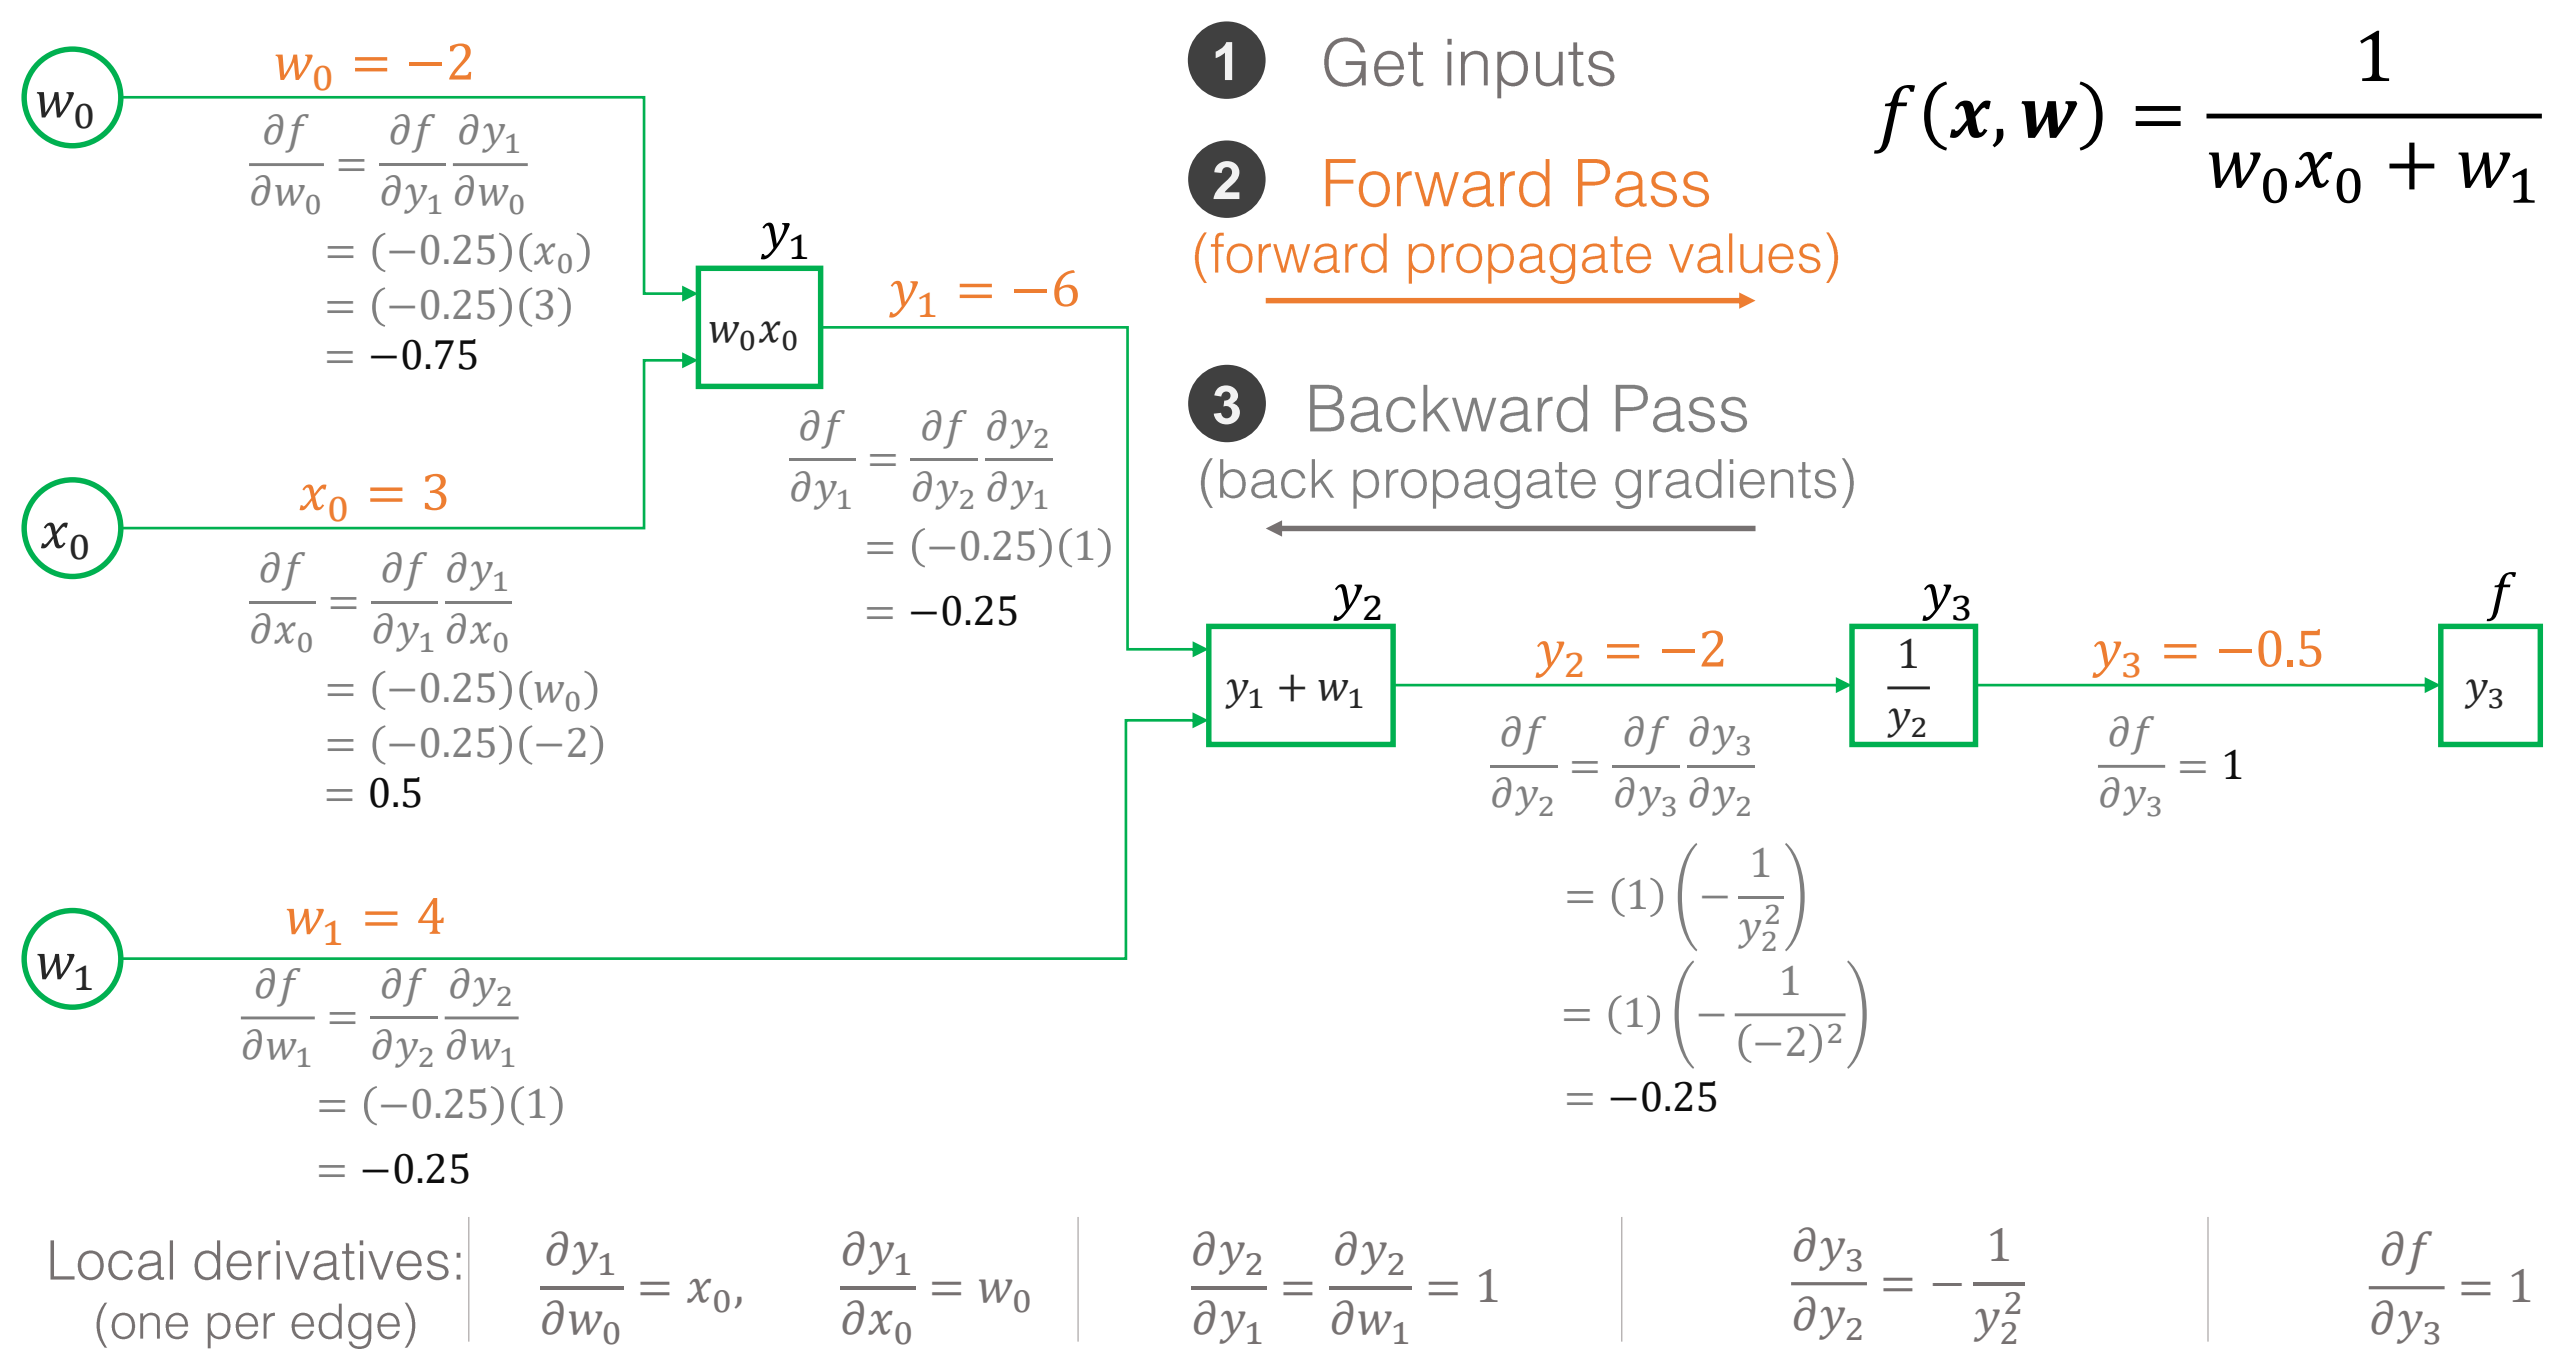 w₀
w₀ = −2
∂f/∂w₀ = ∂f/∂y₁ ∂y₁/∂w₀
= (−0.25)(x₀)
= (−0.25)(3)
= −0.75
x₀
x₀ = 3
∂f/∂x₀ = ∂f/∂y₁ ∂y₁/∂x₀
= (−0.25)(w₀)
= (−0.25)(−2)
= 0.5
w₁
w₁ = 4
∂f/∂w₁ = ∂f/∂y₂ ∂y₂/∂w₁
= (−0.25)(1)
= −0.25
y₁
w₀x₀
y₁ = −6
∂f/∂y₁ = ∂f/∂y₂ ∂y₂/∂y₁
= (−0.25)(1)
= −0.25
1 Get inputs
2 Forward Pass
(forward propagate values)
3 Backward Pass
(back propagate gradients)
f(x, w) = 1/(w₀x₀ + w₁)
y₂
y₁ + w₁
y₂ = −2
∂f/∂y₂ = ∂f/∂y₃ ∂y₃/∂y₂
= (1)(−1/y₂²)
= (1)(−1/(−2)²)
= −0.25
y₃
1/y₂
y₃ = −0.5
∂f/∂y₃ = 1
f
y₃
Local derivatives:
(one per edge)
∂y₁/∂w₀ = x₀, ∂y₁/∂x₀ = w₀
∂y₂/∂y₁ = ∂y₂/∂w₁ = 1
∂y₃/∂y₂ = −1/y₂²
∂f/∂y₃ = 1